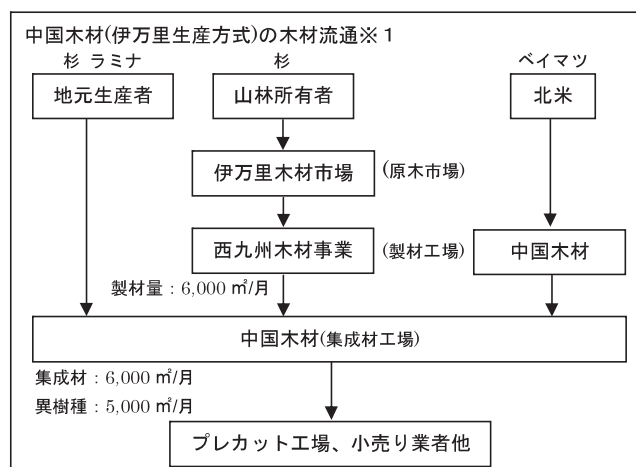 中国木材(伊万里生産方式)の木材流通※1
杉 ラミナ
杉
ベイマツ
地元生産者
山林所有者
北米
伊万里木材市場
(原木市場)
西九州木材事業
(製材工場)
中国木材
製材量：6,000 ㎡/月
中国木材(集成材工場)
集成材：6,000 ㎡/月
異樹種：5,000 ㎡/月
プレカット工場、小売り業者他